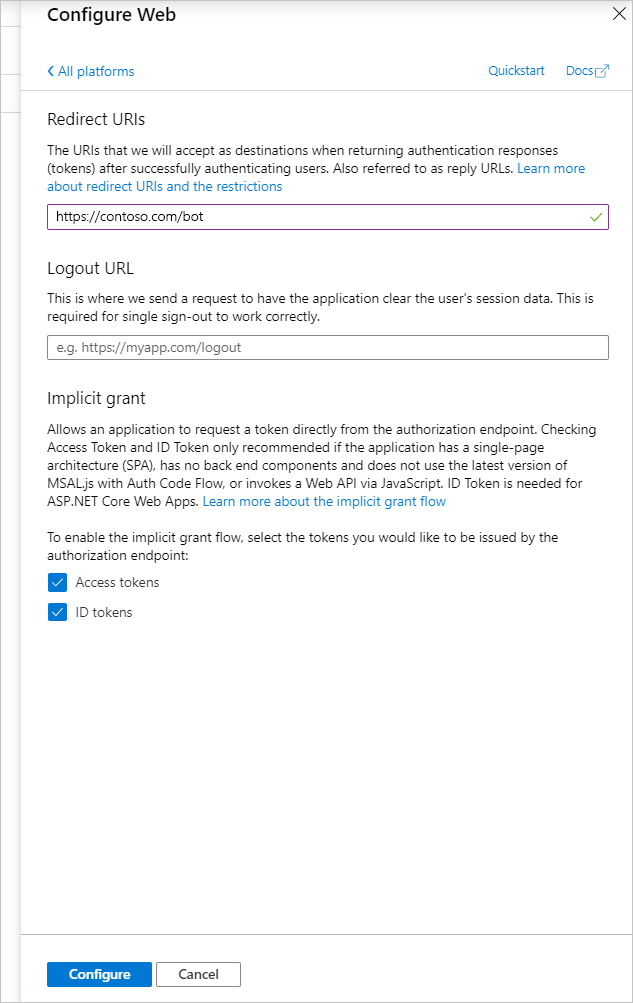 Configure Web
All platforms
Quickstart
Docs
Redirect URIs
The URIs that we will accept as destinations when returning authentication responses
(tokens) after successfully authenticating users. Also referred to as reply URLs. Learn more
about redirect URIs and the restrictions
https://contoso.com/bot
Logout URL
This is where we send a request to have the application clear the user's session data. This is
required for single sign-out to work correctly.
e.g. https://myapp.com/logout
Implicit grant
Allows an application to request a token directly from the authorization endpoint. Checking
Access Token and ID Token only recommended if the application has a single-page
architecture (SPA), has no back end components and does not use the latest version of
MSAL.js with Auth Code Flow, or invokes a Web API via JavaScript. ID Token is needed for
ASP.NET Core Web Apps. Learn more about the implicit grant flow
To enable the implicit grant flow, select the tokens you would like to be issued by the
authorization endpoint:
Access tokens
ID tokens
Configure
Cancel